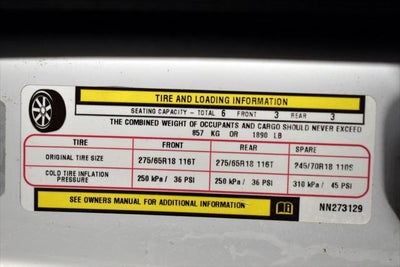 TIRE AND LOADING INFORMATION
SEATING CAPACITY - TOTAL 6 FRONT 3 REAR 3
THE COMBINED WEIGHT OF OCCUPANTS AND CARGO SHOULD NEVER EXCEED
857 KG OR 1890 LB
TIRE FRONT REAR SPARE
ORIGINAL TIRE SIZE 275/65R18 116T 275/65R18 116T 245/70R18 110S
COLD TIRE INFLATION PRESSURE 250 kPa / 36 PSI 250 kPa / 36 PSI 310 kPa / 45 PSI
SEE OWNERS MANUAL FOR ADDITIONAL INFORMATION NN273129